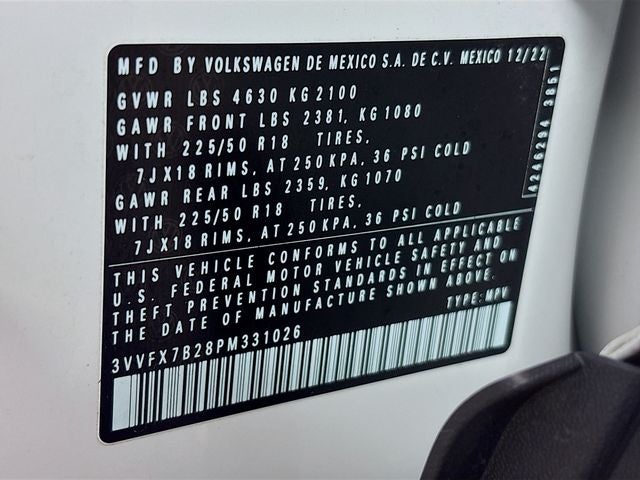 MFD BY VOLKSWAGEN DE MEXICO S.A. DE C.V. MEXICO 12/22
GVWR LBS 4630 KG 2100
GAWR FRONT LBS 2381, KG 1080
WITH 225/50 R18 TIRES,
7JX18 RIMS, AT 250 KPA, 36 PSI COLD
GAWR REAR LBS 2359, KG 1070
WITH 225/50 R18 TIRES,
7JX18 RIMS, AT 250 KPA, 36 PSI COLD
4246294 3861
THIS VEHICLE CONFORMS TO ALL APPLICABLE
U.S. FEDERAL MOTOR VEHICLE SAFETY AND
THEFT PREVENTION STANDARDS IN EFFECT ON
THE DATE OF MANUFACTURE SHOWN ABOVE.
TYPE: MPV
3VVFX7B28PM331026